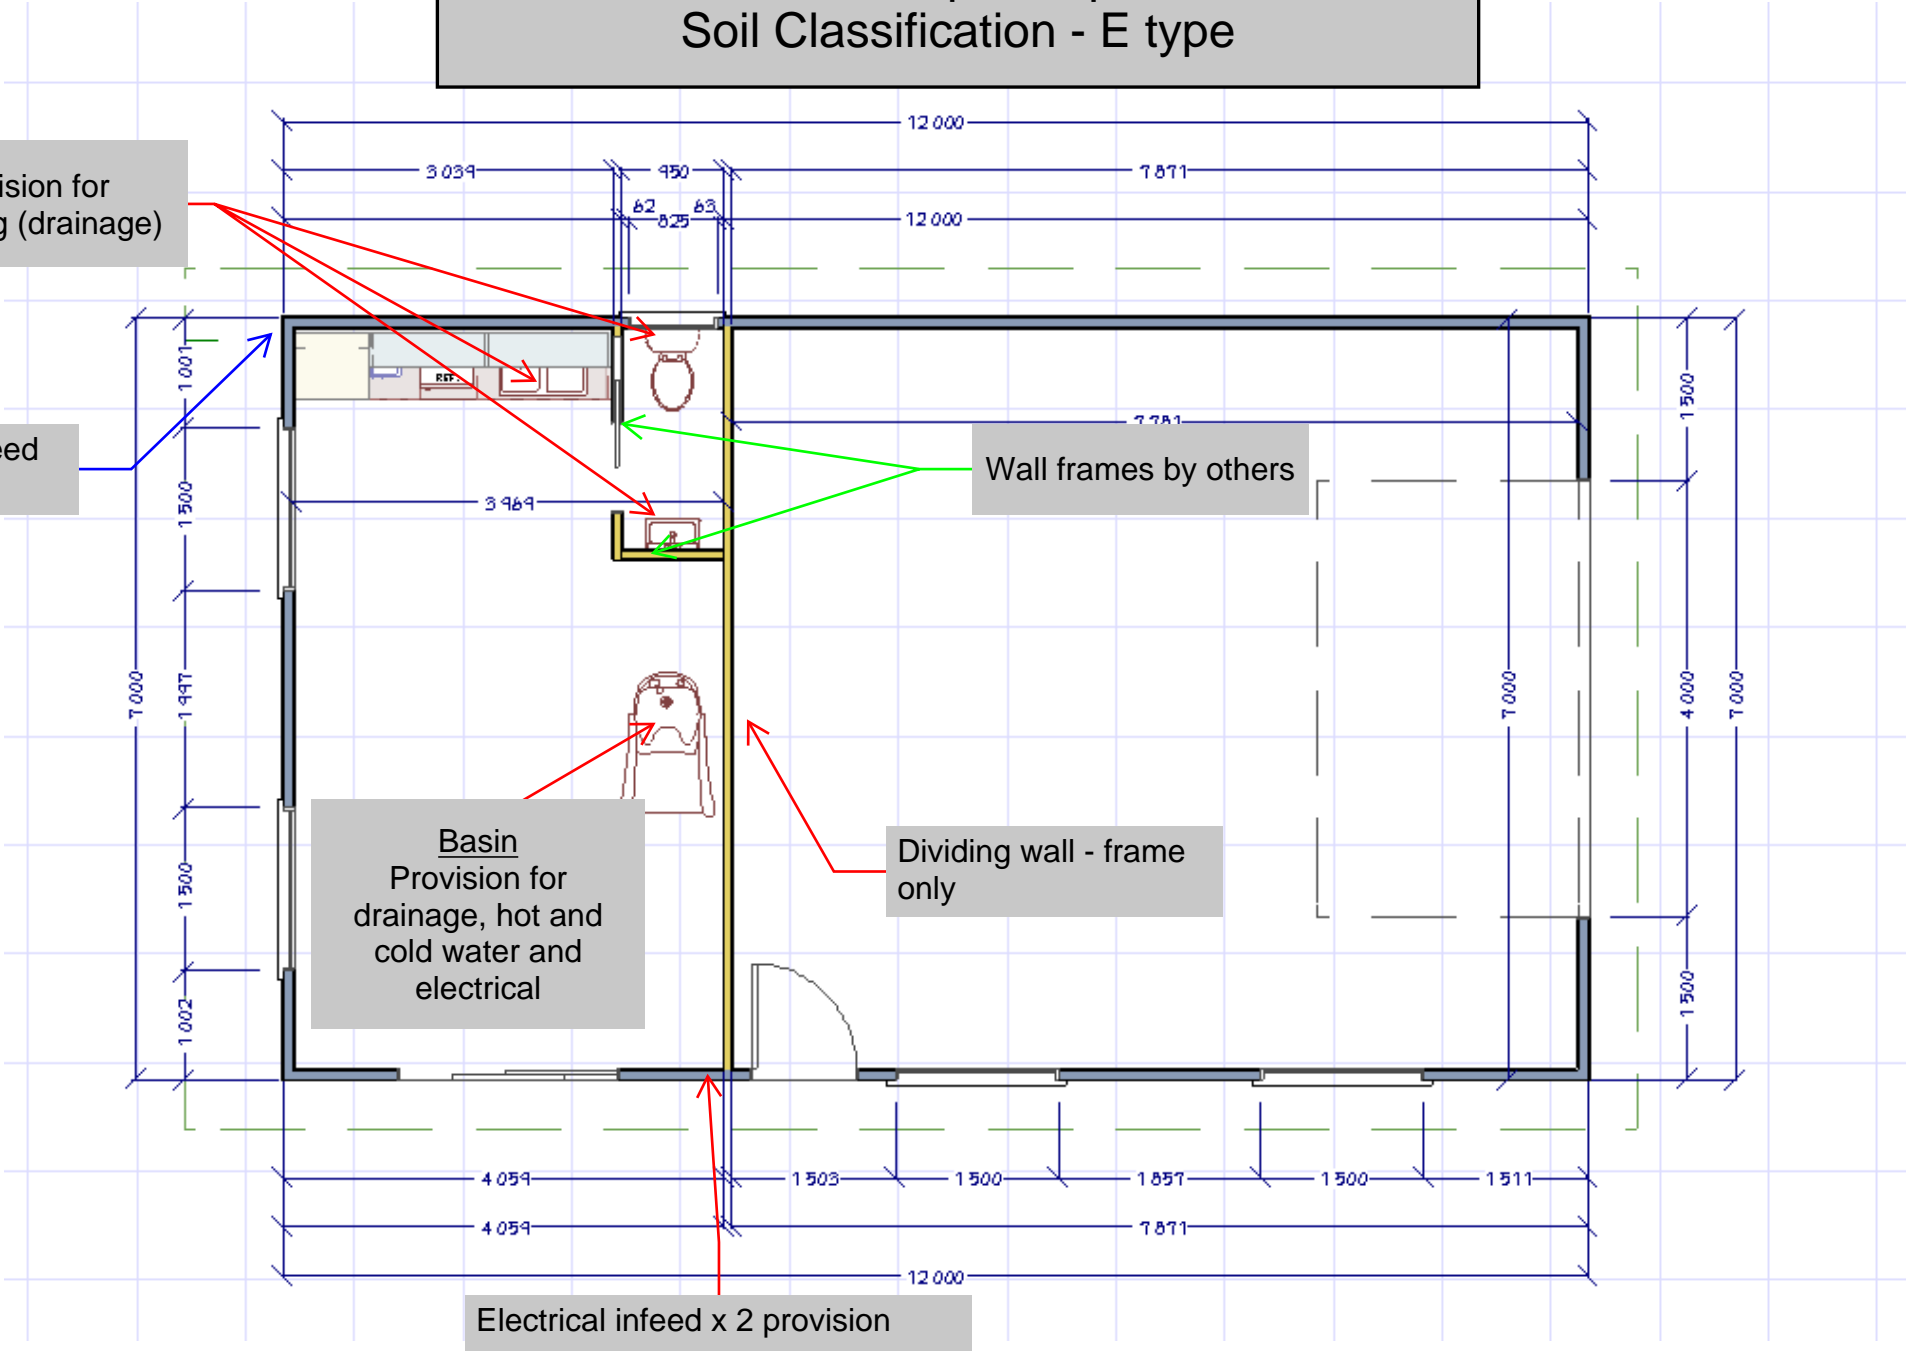 Soil Classification - E type
12 000
3 039
450
7 871
62
63
825
12 000
ision for
g (drainage)
REF.
7 781
1 001
1 500
eed
Wall frames by others
1 500
3 969
7 000
1 997
7 000
4 000
7 000
Basin
Provision for
drainage, hot and
cold water and
electrical
Dividing wall - frame
only
1 500
1 002
1 500
4 059
1 503
1 500
1 857
1 500
1 511
4 059
7 871
12 000
Electrical infeed x 2 provision